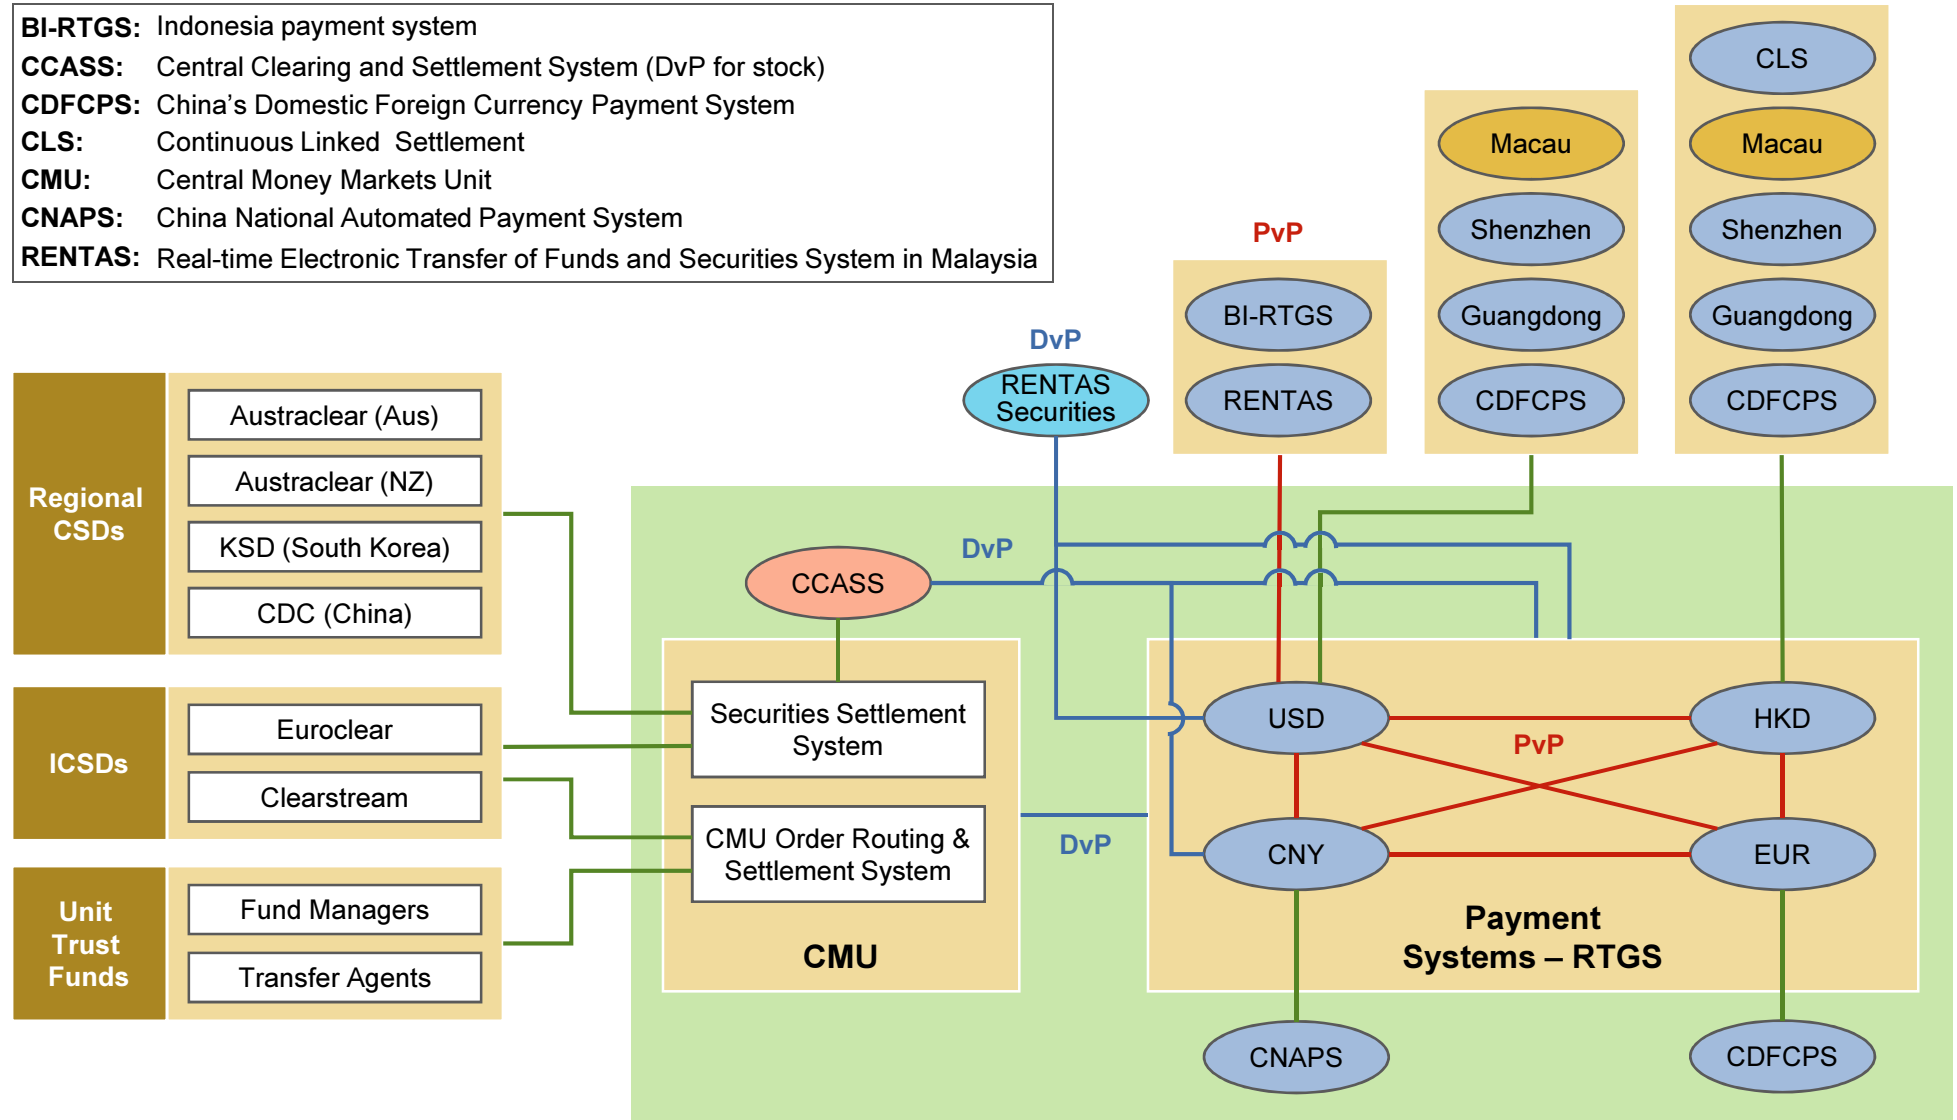 BI-RTGS: Indonesia payment system
CCASS: Central Clearing and Settlement System (DvP for stock)
CDFCPS: China's Domestic Foreign Currency Payment System
CLS: Continuous Linked Settlement
CMU: Central Money Markets Unit
CNAPS: China National Automated Payment System
RENTAS: Real-time Electronic Transfer of Funds and Securities System in Malaysia
Regional
CSDs
Austraclear (Aus)
Austraclear (NZ)
KSD (South Korea)
CDC (China)
ICSDs
Euroclear
Clearstream
Unit
Trust
Funds
Fund Managers
Transfer Agents
CCASS
Securities Settlement
System
CMU Order Routing &
Settlement System
CMU
DvP
RENTAS
Securities
DvP
DvP
PvP
BI-RTGS
RENTAS
Macau
Shenzhen
Guangdong
CDFCPS
CLS
Macau
Shenzhen
Guangdong
CDFCPS
USD
HKD
PvP
CNY
EUR
Payment
Systems – RTGS
CNAPS
CDFCPS